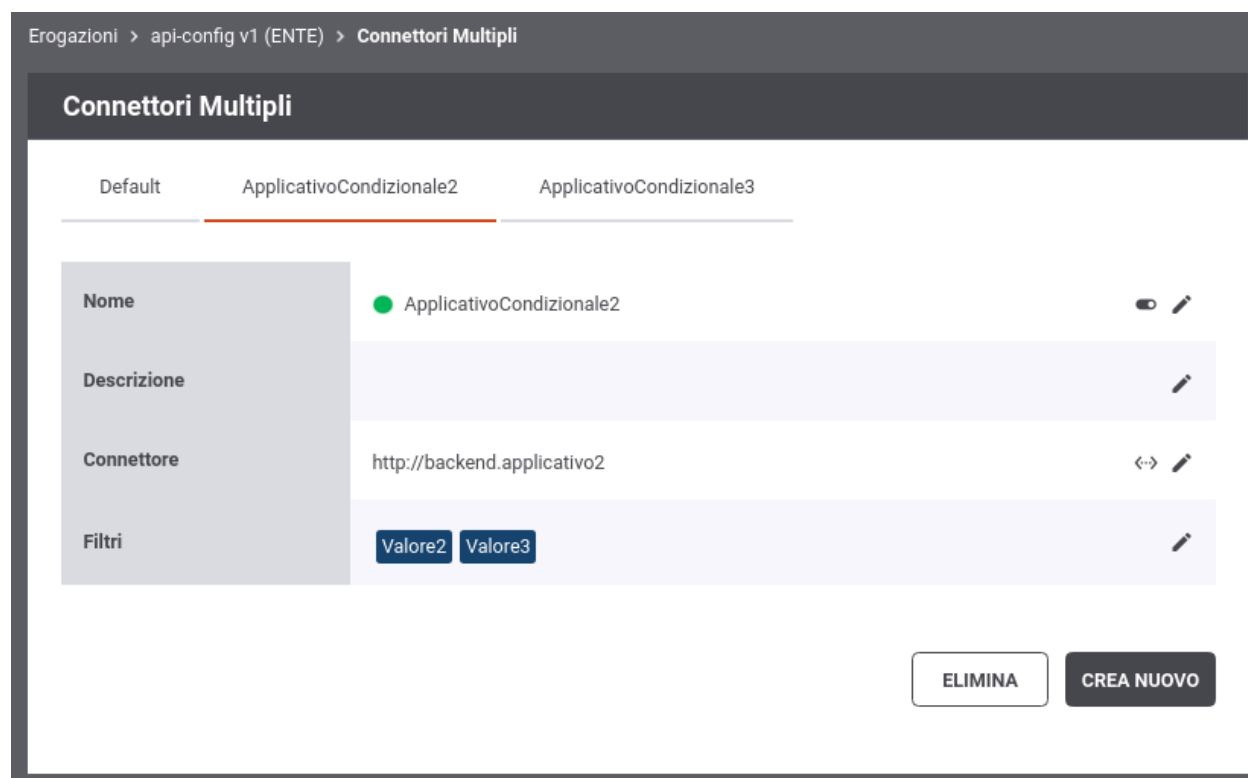 Erogazioni > api-config v1 (ENTE) > Connettori Multipli
Connettori Multipli
Default ApplicativoCondizionale2 ApplicativoCondizionale3
Nome ApplicativoCondizionale2
Descrizione
Connettore http://backend.applicativo2
Filtri Valore2 Valore3
ELIMINA CREA NUOVO